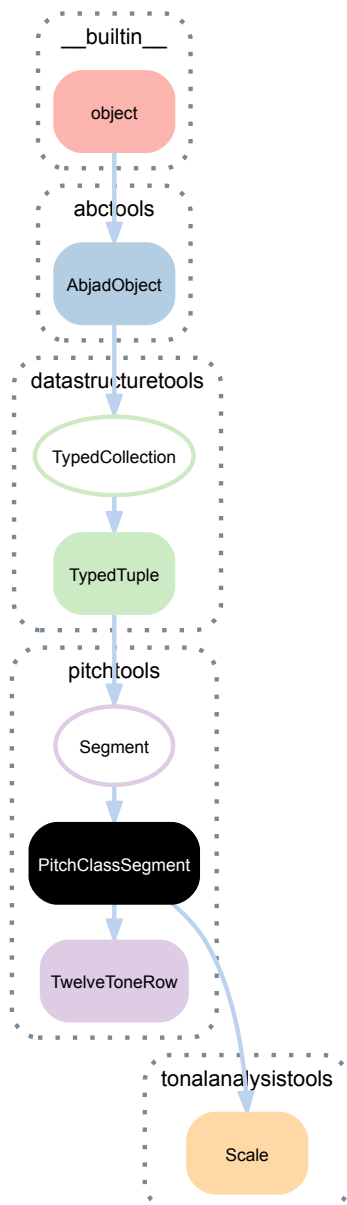 __builtin__
object
abctools
AbjadObject
datastructuretools
TypedCollection
TypedTuple
pitchtools
Segment
PitchClassSegment
TwelveToneRow
tonalanalysistools
Scale